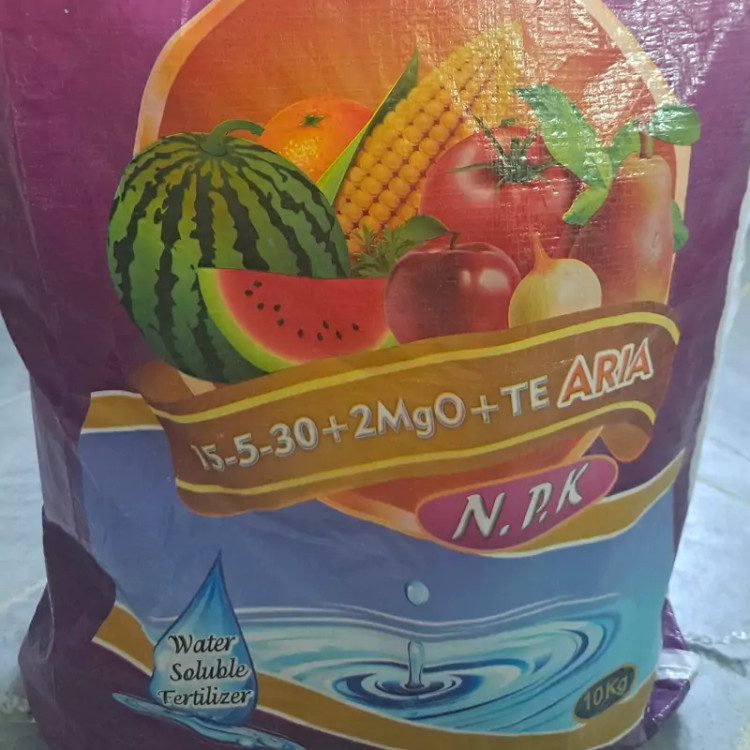 15-5-30+2MgO+TE ARIA
N.P.K
Water
Soluble
Fertilizer
10Kg